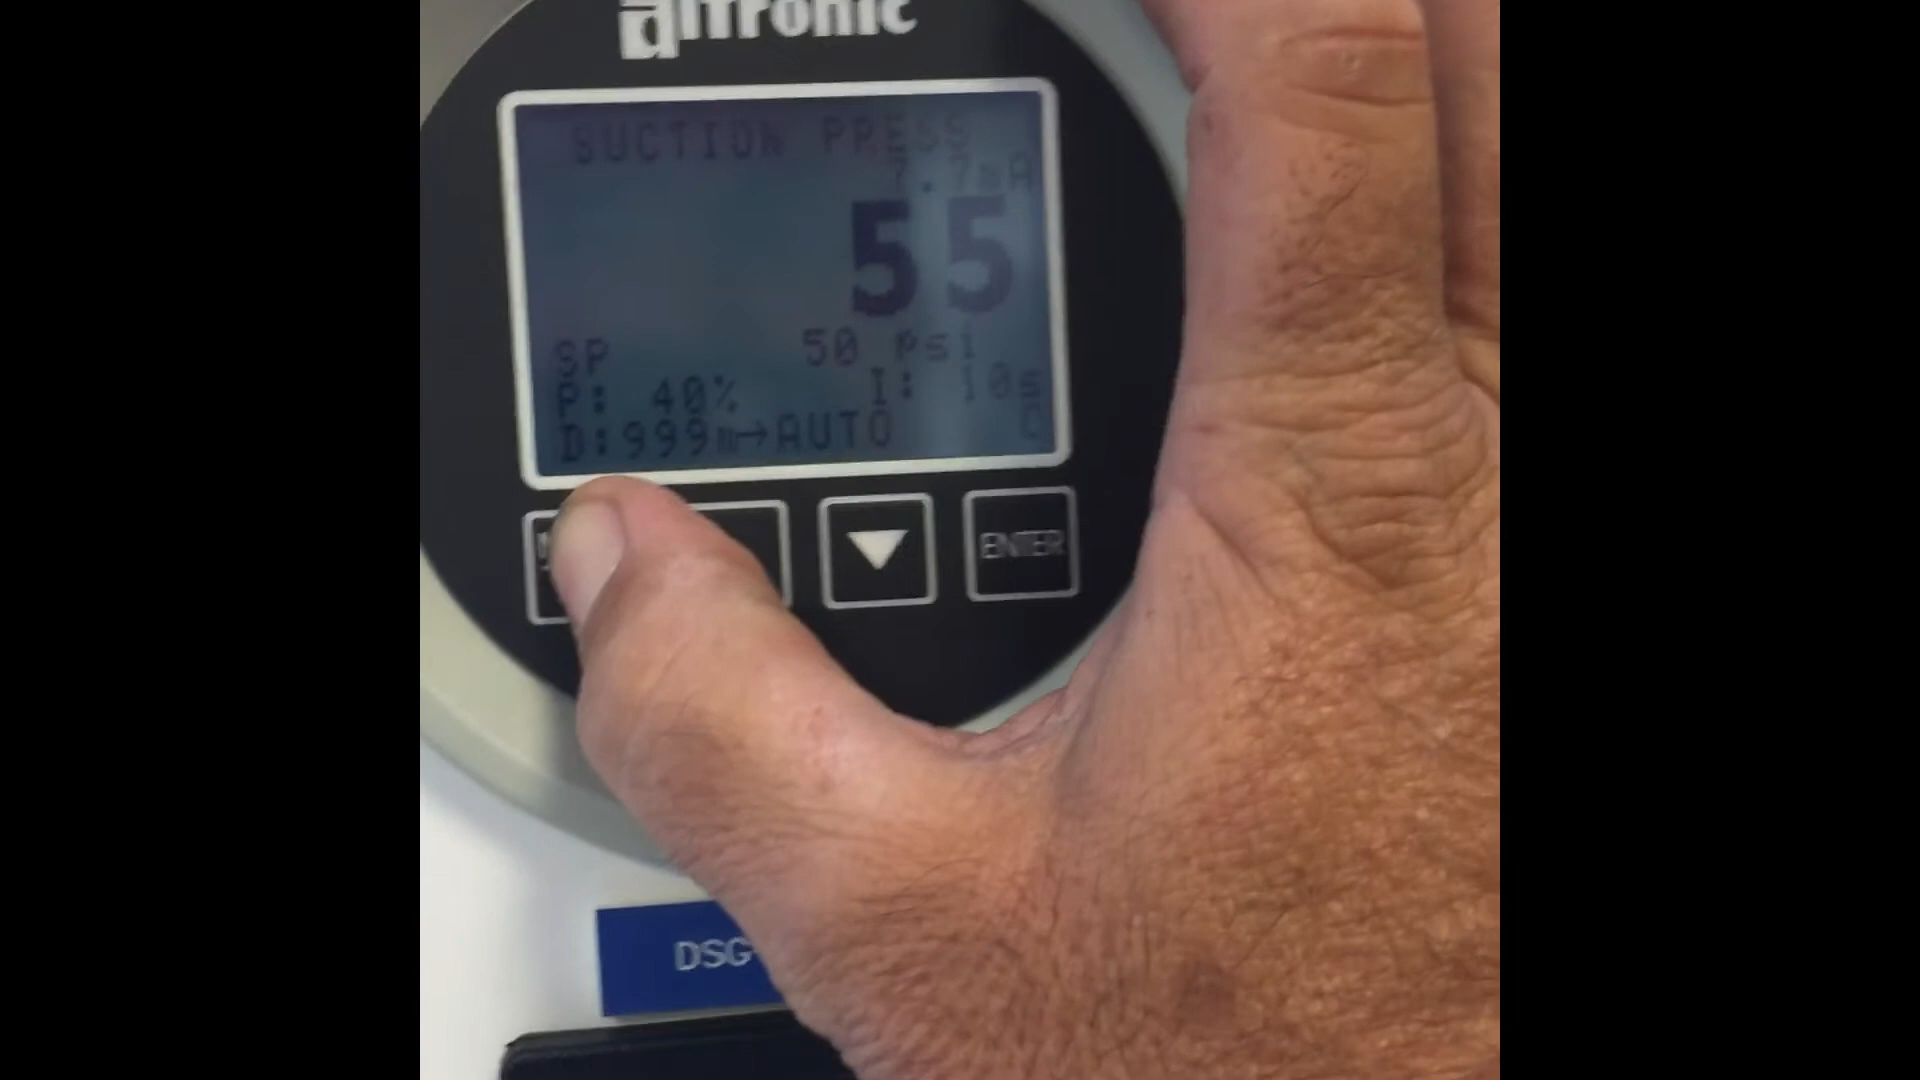 altronic
SUCTION PRESS
55
SP 50 psi
P: 40% I: 10s
D:999m→AUTO
ENTER
DSG